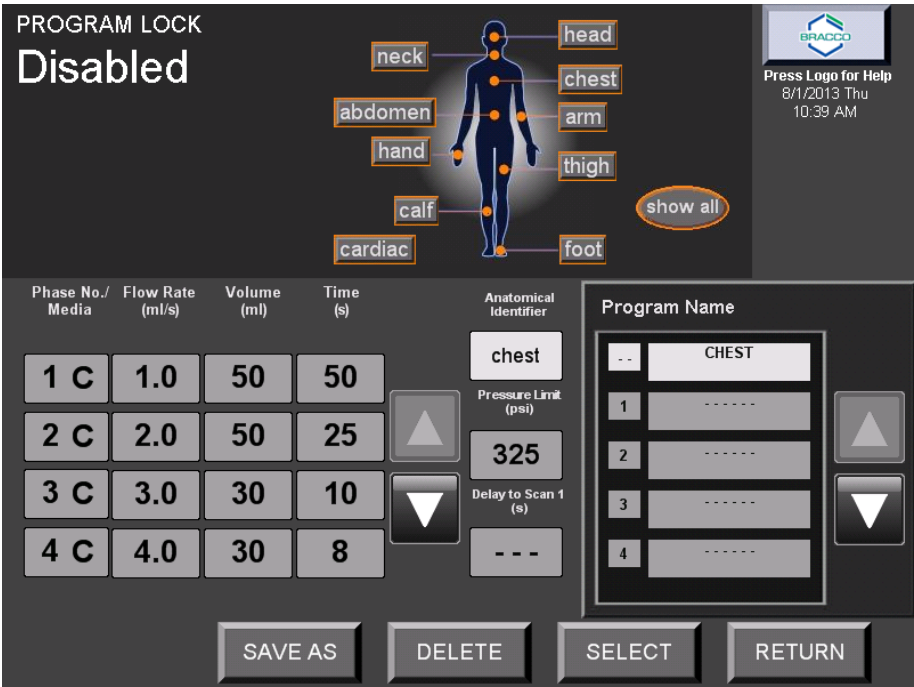 PROGRAM LOCK
Disabled
head
neck
chest
abdomen
arm
hand
thigh
calf
show all
cardiac
foot
BRACCO
Press Logo for Help
8/1/2013 Thu
10:39 AM
Phase No./ Media Flow Rate (ml/s) Volume (ml) Time (s)
1 C 1.0 50 50
2 C 2.0 50 25
3 C 3.0 30 10
4 C 4.0 30 8
Anatomical
Identifier
chest
Pressure Limit
(psi)
325
Delay to Scan 1
(s)
- - -
Program Name
- - CHEST
1 - - - - - -
2 - - - - - -
3 - - - - - -
4 - - - - - -
SAVE AS DELETE SELECT RETURN